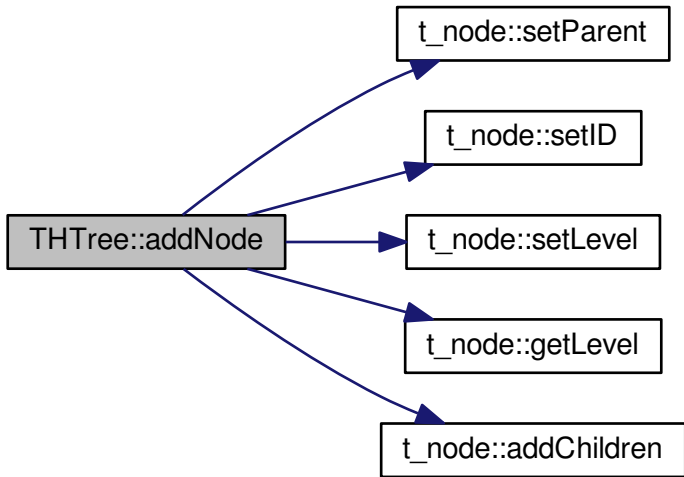 t_node::setParent
t_node::setID
THTree::addNode
t_node::setLevel
t_node::getLevel
t_node::addChildren